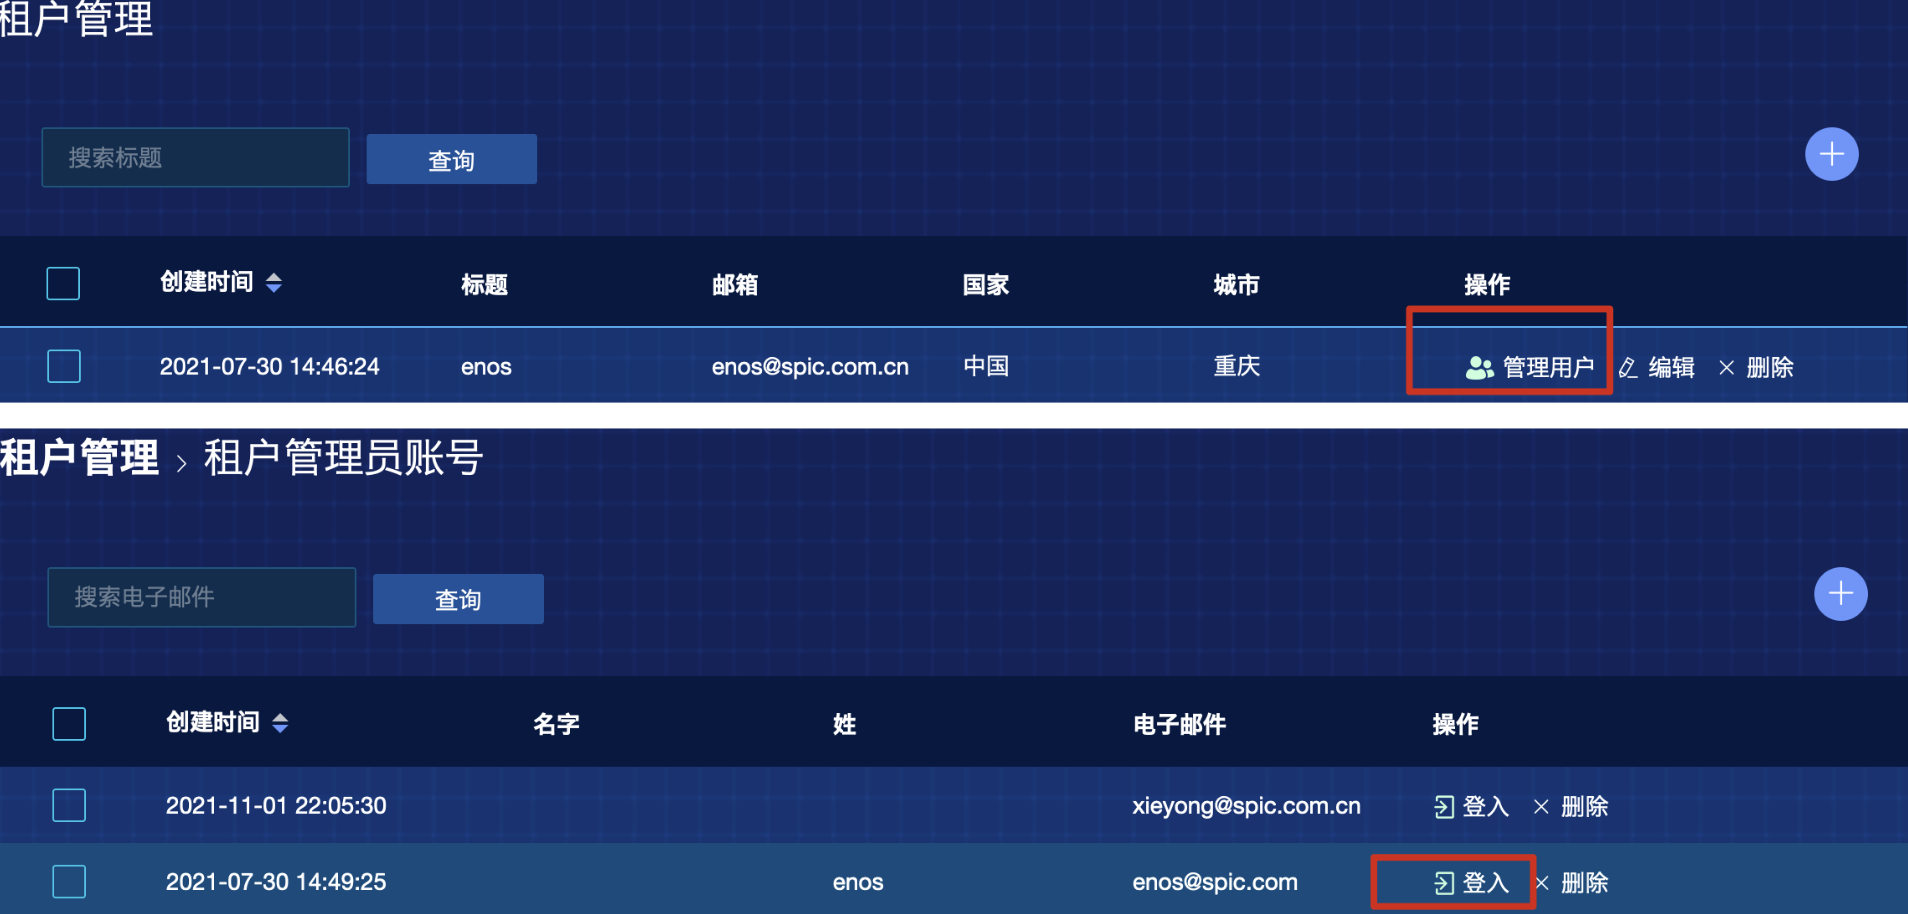 租户管理
搜索标题 查询
创建时间 标题 邮箱 国家 城市 操作
2021-07-30 14:46:24 enos enos@spic.com.cn 中国 重庆 管理用户 编辑 删除
租户管理 > 租户管理员账号
搜索电子邮件 查询
创建时间 名字 姓 电子邮件 操作
2021-11-01 22:05:30 xieyong@spic.com.cn 登入 删除
2021-07-30 14:49:25 enos enos@spic.com 登入 删除